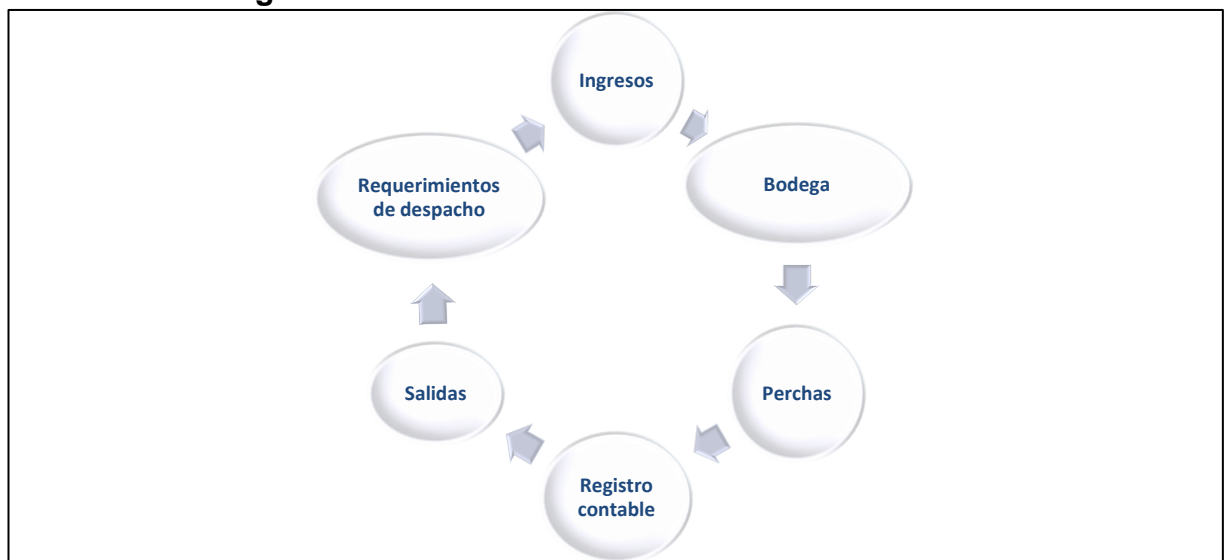 Ingresos
Bodega
Perchas
Registro
contable
Salidas
Requerimientos
de despacho